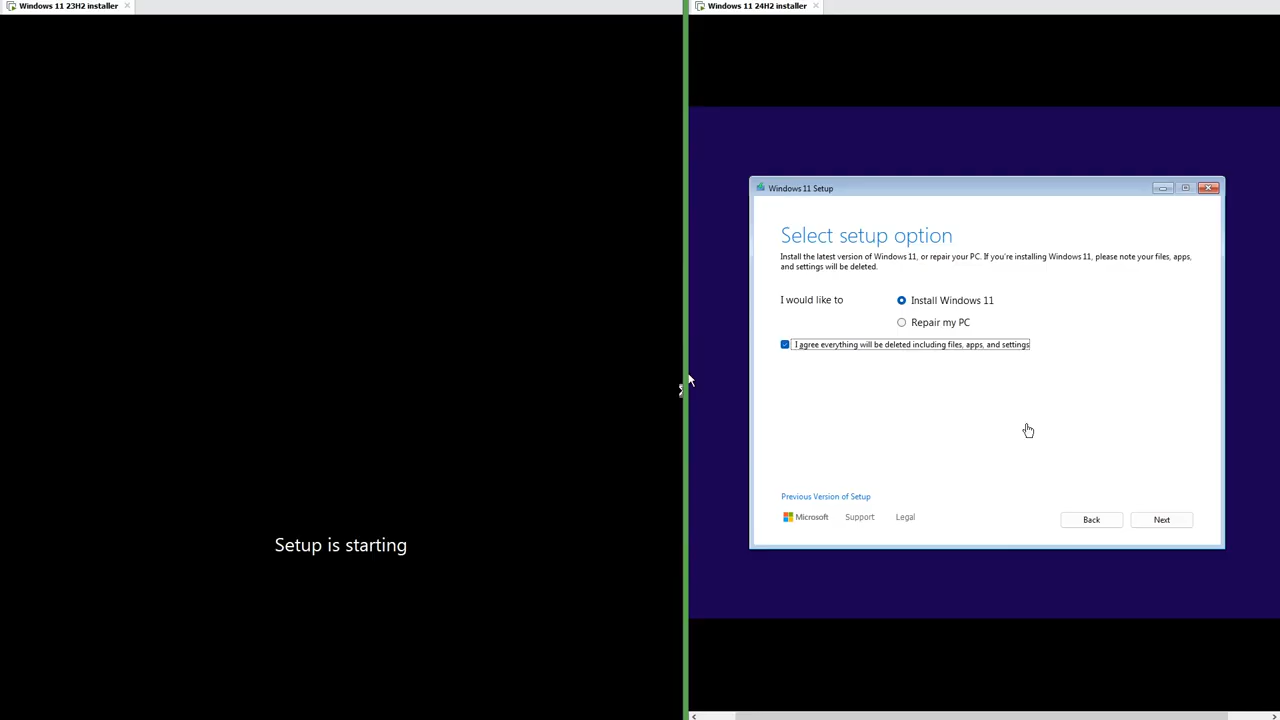 Windows 11 23H2 installer
Setup is starting
Windows 11 24H2 installer
Windows 11 Setup
Select setup option
Install the latest version of Windows 11, or repair your PC. If you're installing Windows 11, please note your files, apps,
and settings will be deleted.
I would like to
Install Windows 11
Repair my PC
I agree everything will be deleted including files, apps, and settings
Previous Version of Setup
Microsoft Support Legal
Back Next